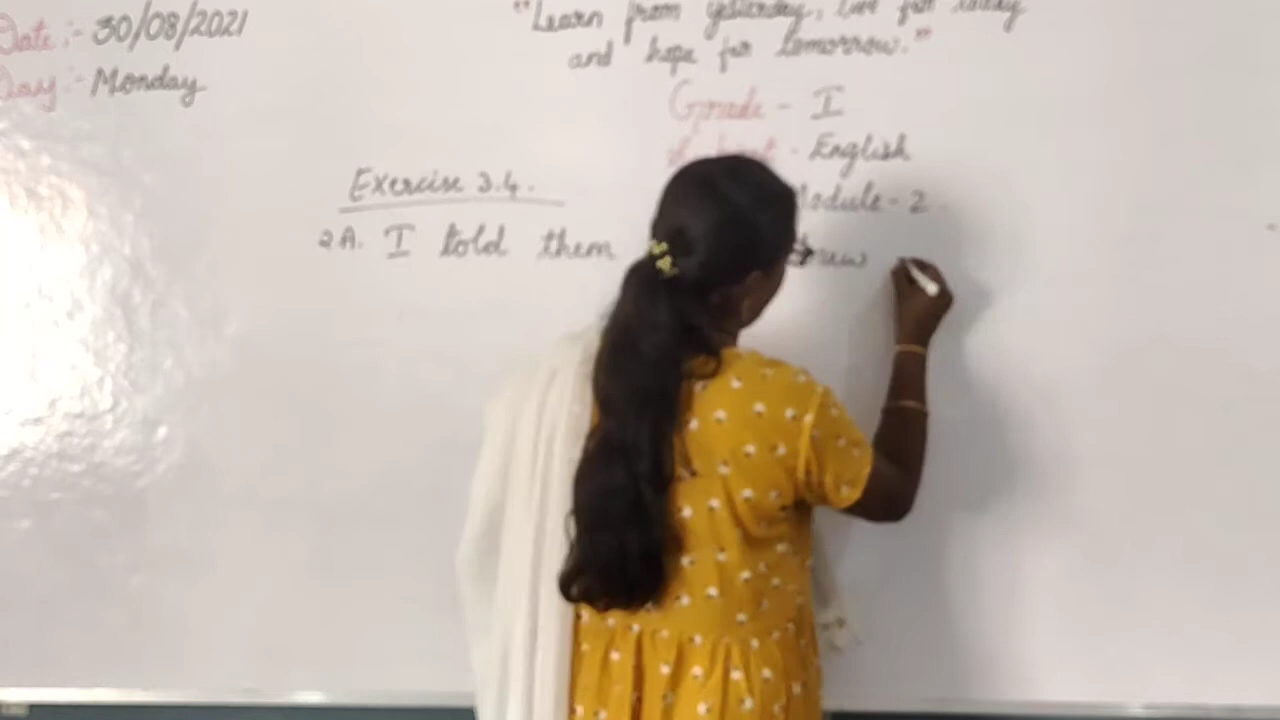 Date :- 30/08/2021
Day :- Monday
"Learn from yesterday, live for today
and hope for tomorrow."
Grade - I
- English
Module - 2
Exercise 3.4.
2A. I told them draw